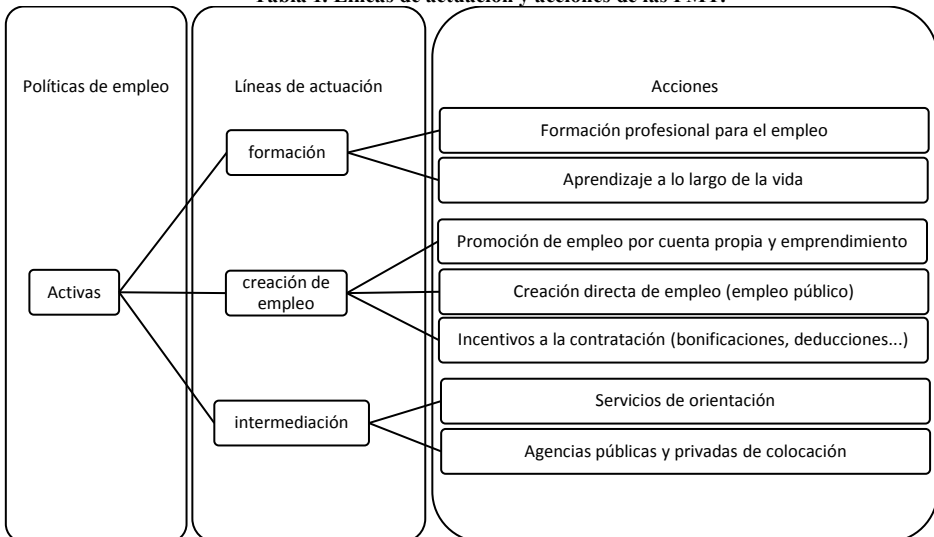 Tabla 1. Líneas de actuación y acciones de las PMT.
Políticas de empleo
Líneas de actuación
Acciones
Activas
formación
Formación profesional para el empleo
Aprendizaje a lo largo de la vida
creación de
empleo
Promoción de empleo por cuenta propia y emprendimiento
Creación directa de empleo (empleo público)
Incentivos a la contratación (bonificaciones, deducciones...)
intermediación
Servicios de orientación
Agencias públicas y privadas de colocación